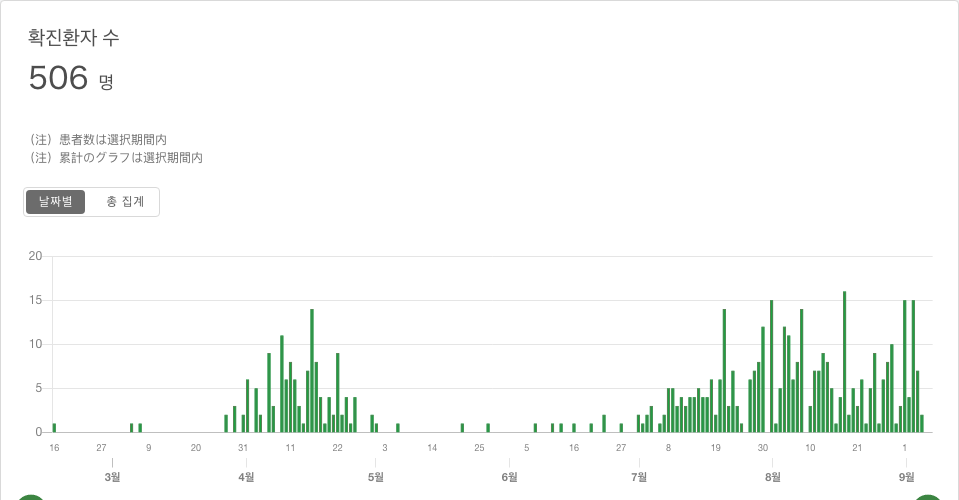 확진환자 수
506 명
（注）患者数は選択期間内
（注）累計のグラフは選択期間内
날짜별 총 집계
20
15
10
5
0
16 27 9 20 31 11 22 3 14 25 5 16 27 8 19 30 10 21 1
3월 4월 5월 6월 7월 8월 9월